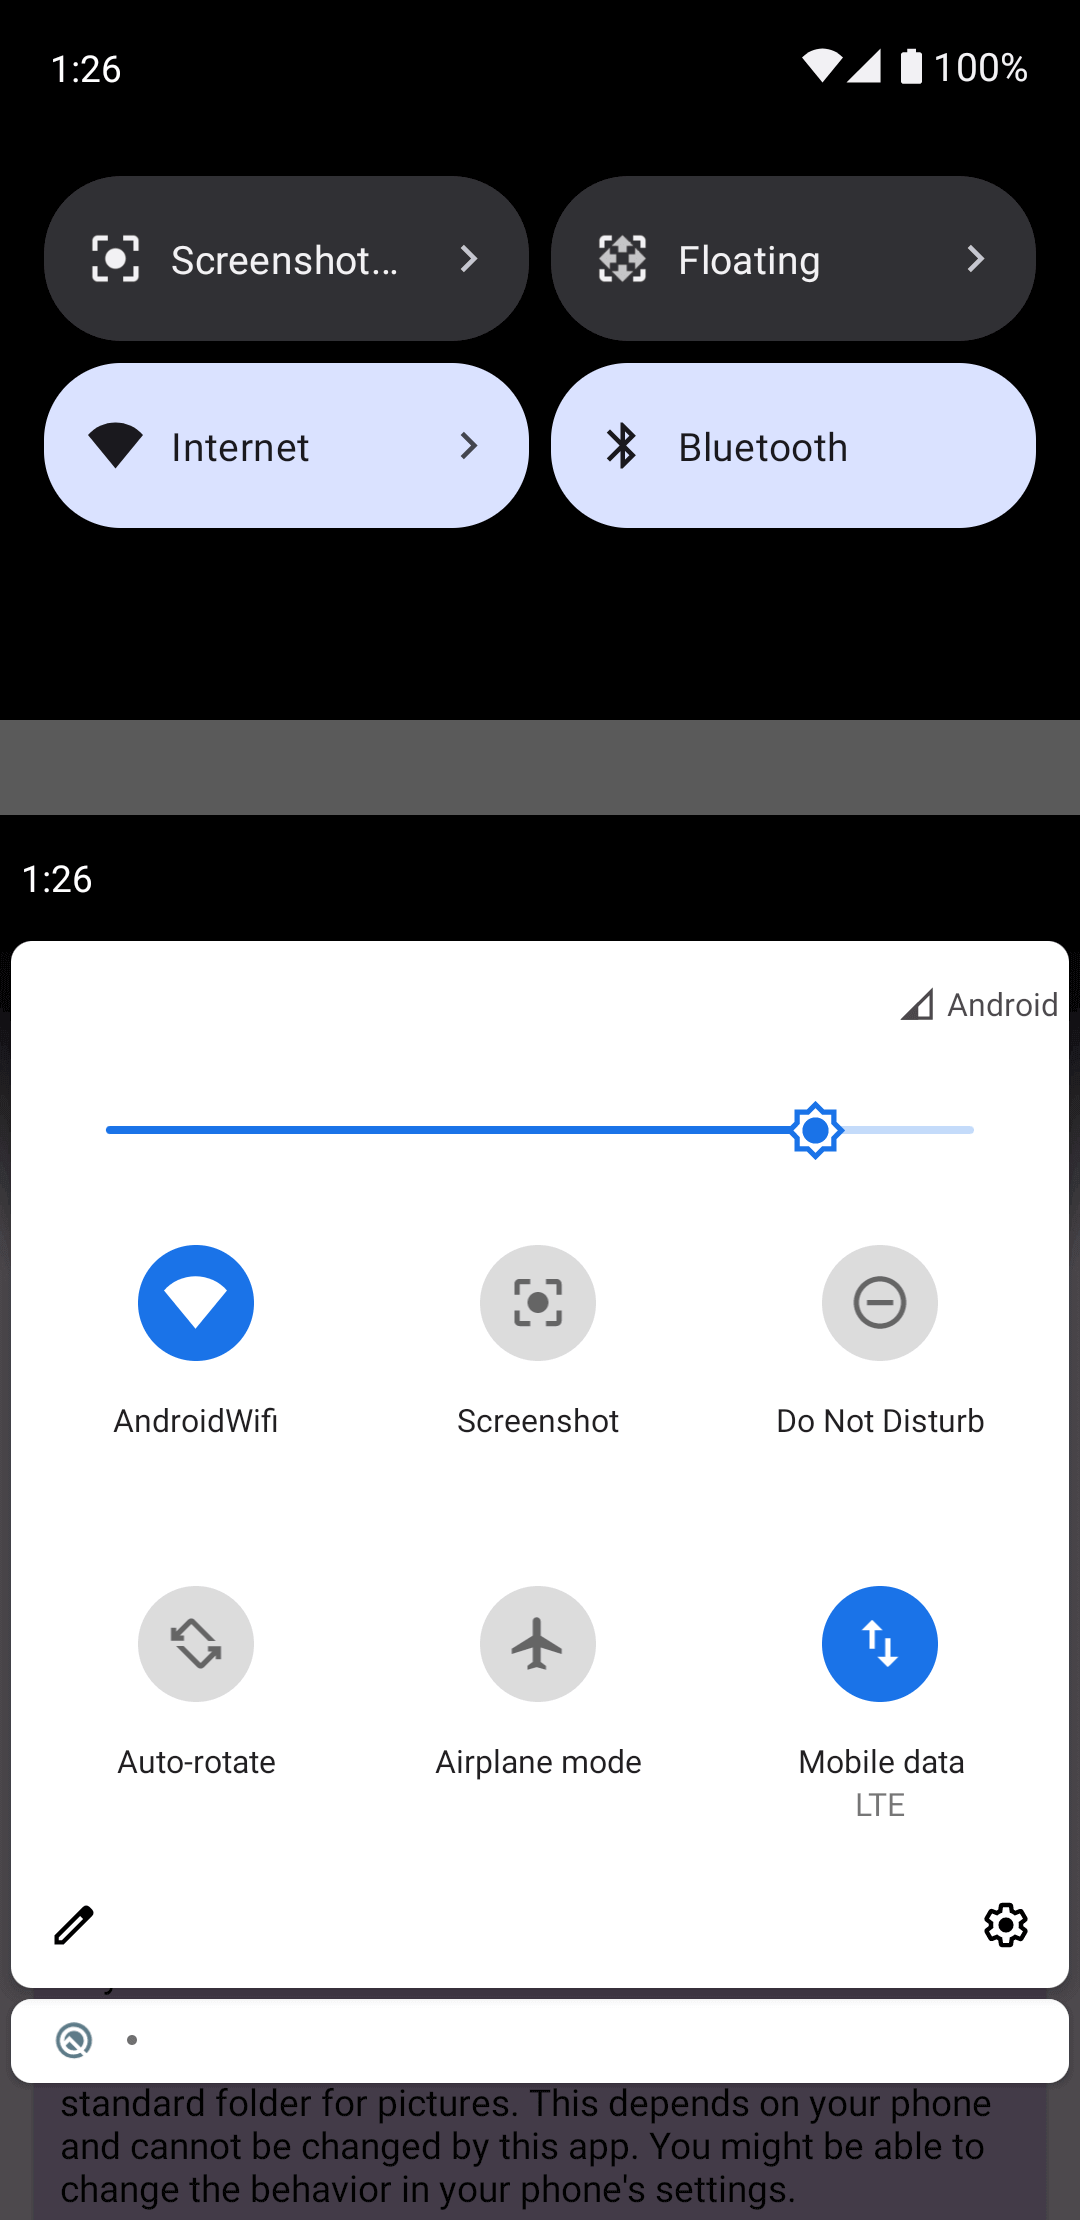 1:26
100%
Screenshot...
Floating
Internet
Bluetooth
1:26
Android
AndroidWifi
Screenshot
Do Not Disturb
Auto-rotate
Airplane mode
Mobile data
LTE
standard folder for pictures. This depends on your phone
and cannot be changed by this app. You might be able to
change the behavior in your phone's settings.